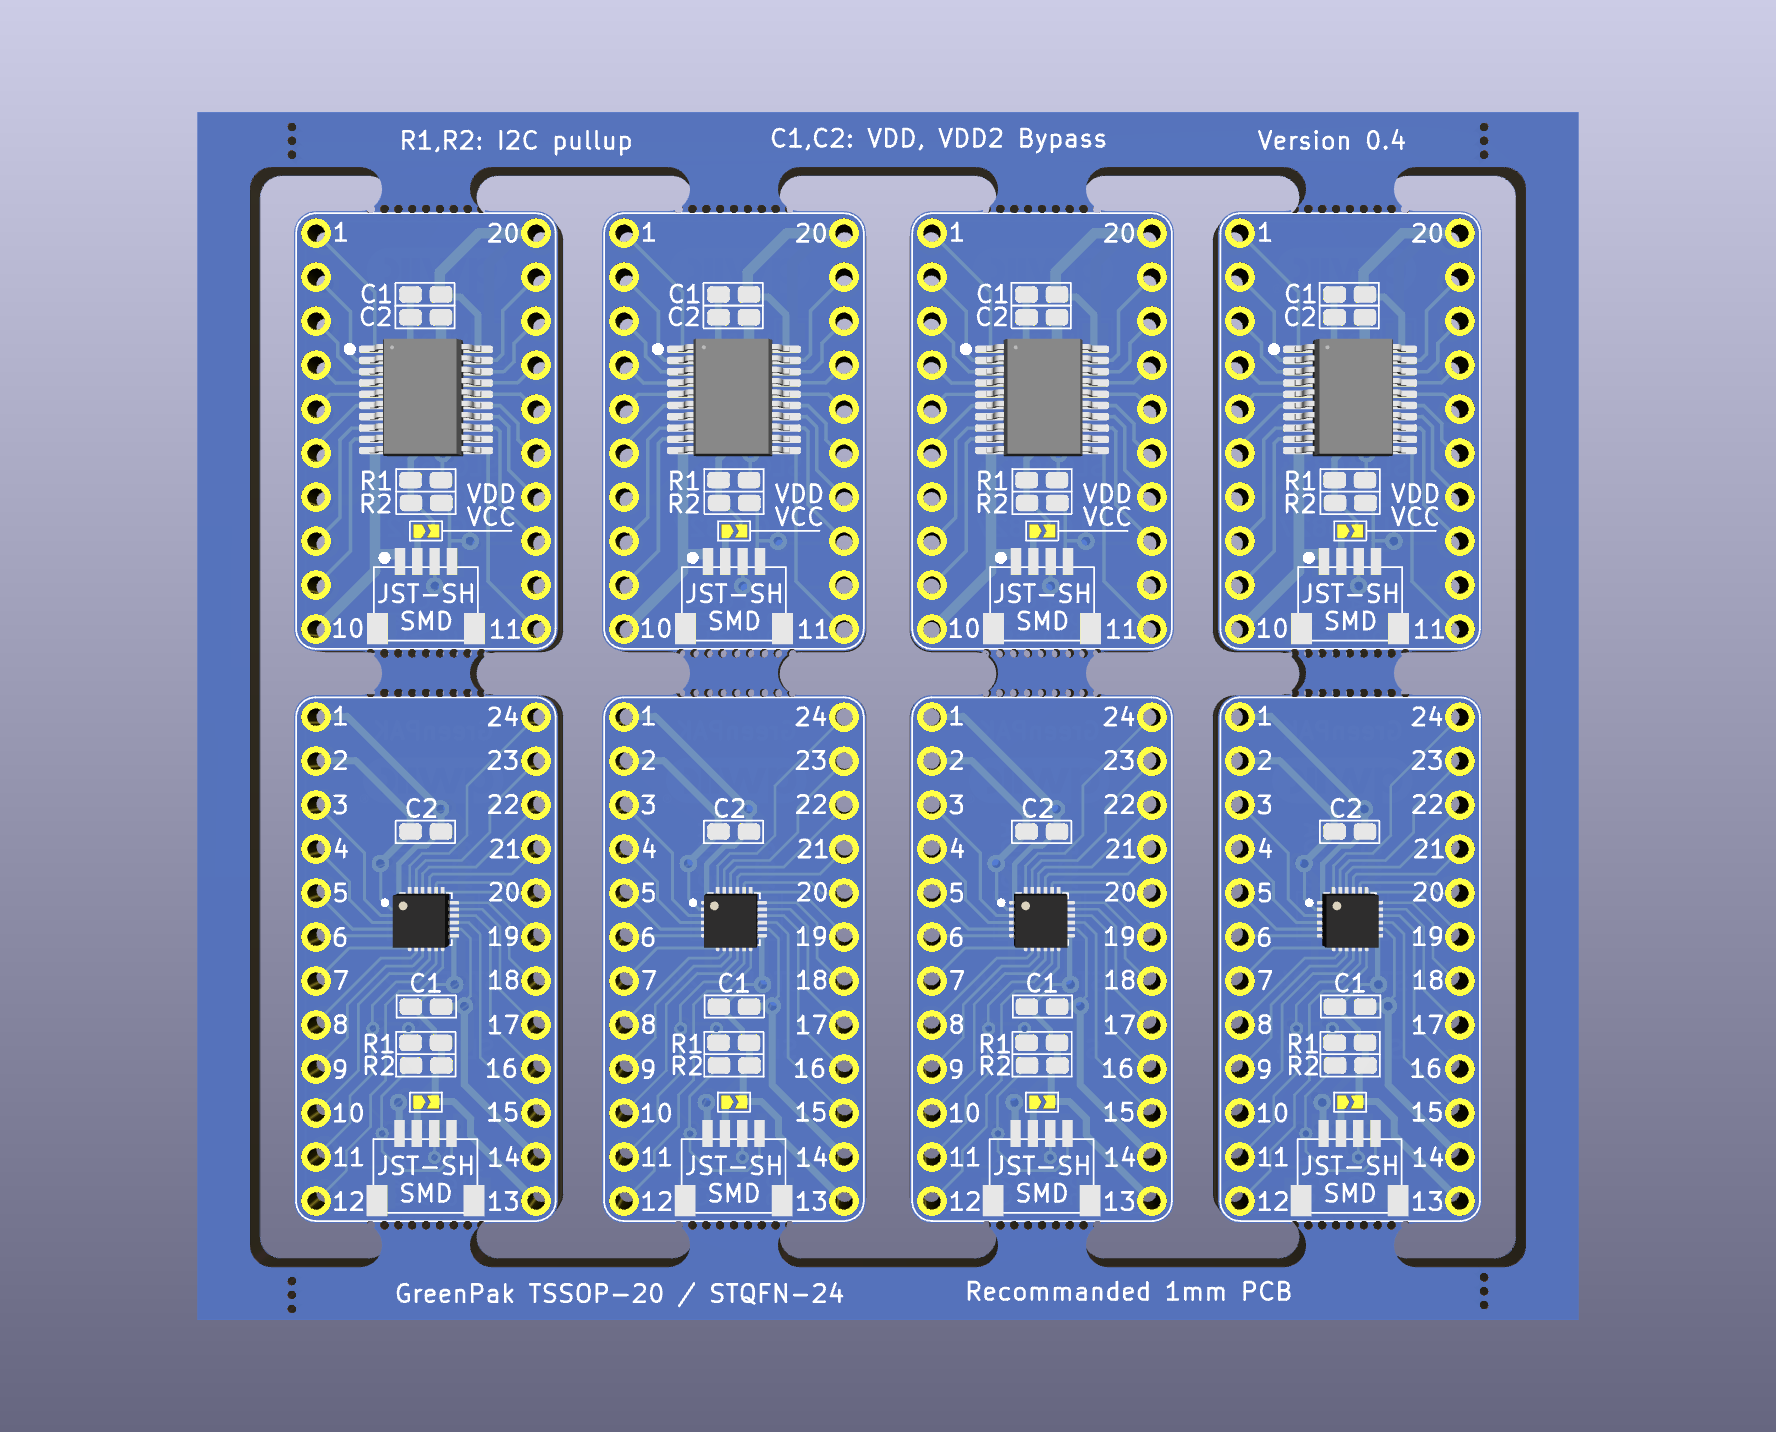 R1,R2: I2C pullup C1,C2: VDD, VDD2 Bypass Version 0.4
1 20 1 20 1 20 1 20
C1 C1 C1 C1
C2 C2 C2 C2
R1 R1 R1 R1
R2 VDD R2 VDD R2 VDD R2 VDD
VCC VCC VCC VCC
JST-SH JST-SH JST-SH JST-SH
SMD SMD SMD SMD
10 11 10 11 10 11 10 11
1 24 1 24 1 24 1 24
2 23 2 23 2 23 2 23
3 C2 22 3 C2 22 3 C2 22 3 C2 22
4 21 4 21 4 21 4 21
5 20 5 20 5 20 5 20
6 19 6 19 6 19 6 19
7 C1 18 7 C1 18 7 C1 18 7 C1 18
8 17 8 17 8 17 8 17
R1 R1 R1 R1
9 R2 16 9 R2 16 9 R2 16 9 R2 16
10 15 10 15 10 15 10 15
11 JST-SH 14 11 JST-SH 14 11 JST-SH 14 11 JST-SH 14
12 SMD 13 12 SMD 13 12 SMD 13 12 SMD 13
GreenPak TSSOP-20 / STQFN-24 Recommanded 1mm PCB